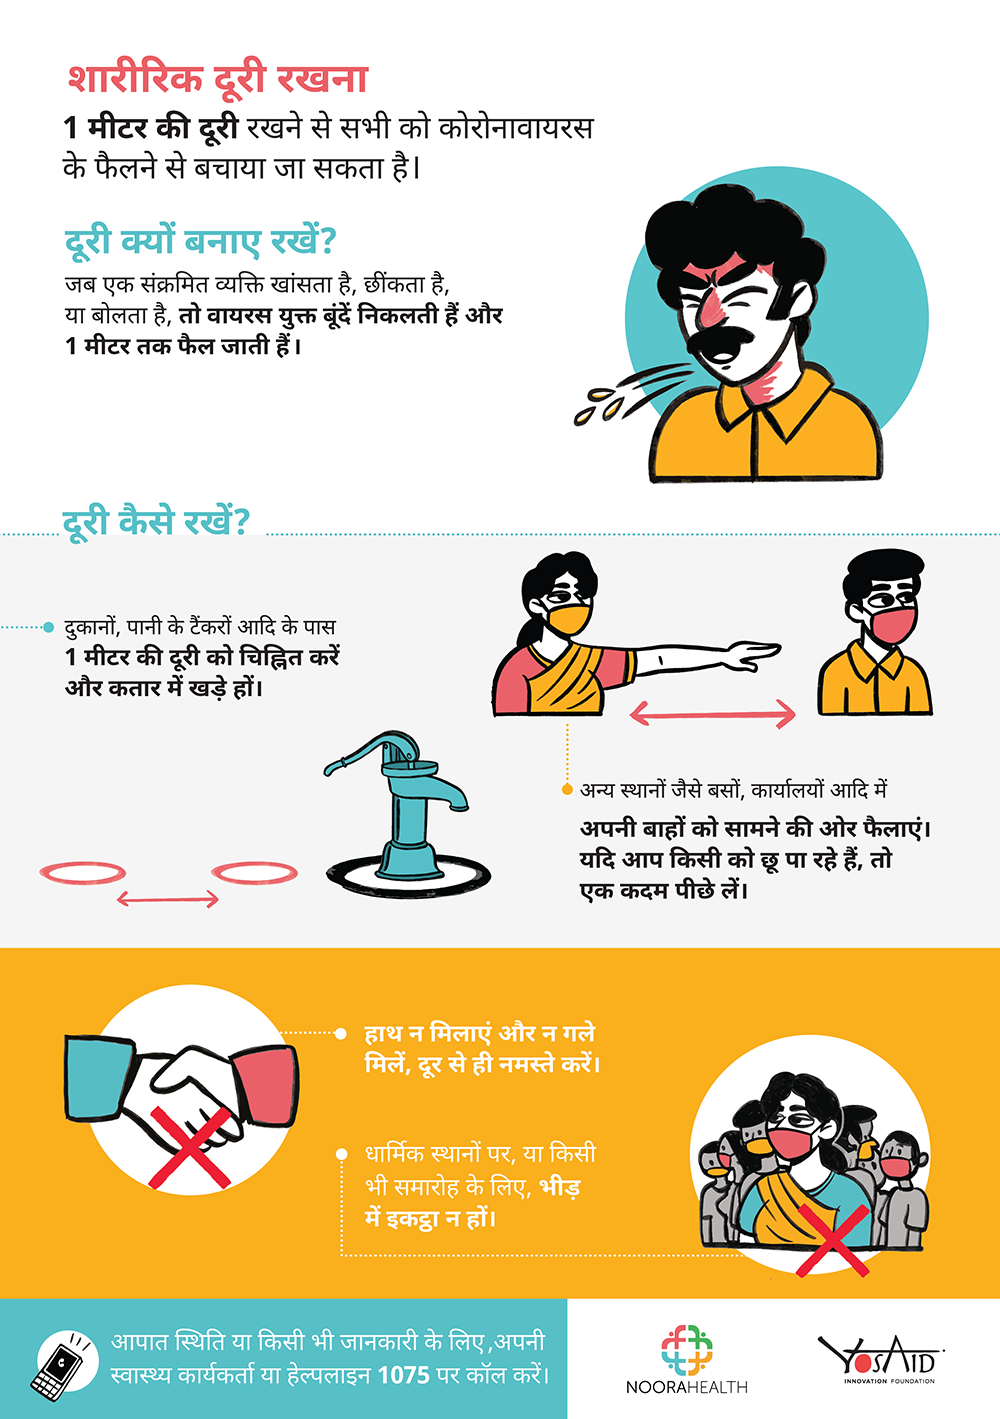 शारीरिक दूरी रखना
1 मीटर की दूरी रखने से सभी को कोरोनावायरस
के फैलने से बचाया जा सकता है।
दूरी क्यों बनाए रखें?
जब एक संक्रमित व्यक्ति खांसता है, छींकता है,
या बोलता है, तो वायरस युक्त बूंदें निकलती हैं और
1 मीटर तक फैल जाती हैं।
दूरी कैसे रखें?
दुकानों, पानी के टैंकरों आदि के पास
1 मीटर की दूरी को चिह्नित करें
और कतार में खड़े हों।
अन्य स्थानों जैसे बसों, कार्यालयों आदि में
अपनी बाहों को सामने की ओर फैलाएं।
यदि आप किसी को छू पा रहे हैं, तो
एक कदम पीछे लें।
हाथ न मिलाएं और न गले
मिलें, दूर से ही नमस्ते करें।
धार्मिक स्थानों पर, या किसी
भी समारोह के लिए, भीड़
में इकट्ठा न हों।
आपात स्थिति या किसी भी जानकारी के लिए ,अपनी
स्वास्थ्य कार्यकर्ता या हेल्पलाइन 1075 पर कॉल करें।
NOORAHEALTH
YOSAID
INNOVATION FOUNDATION